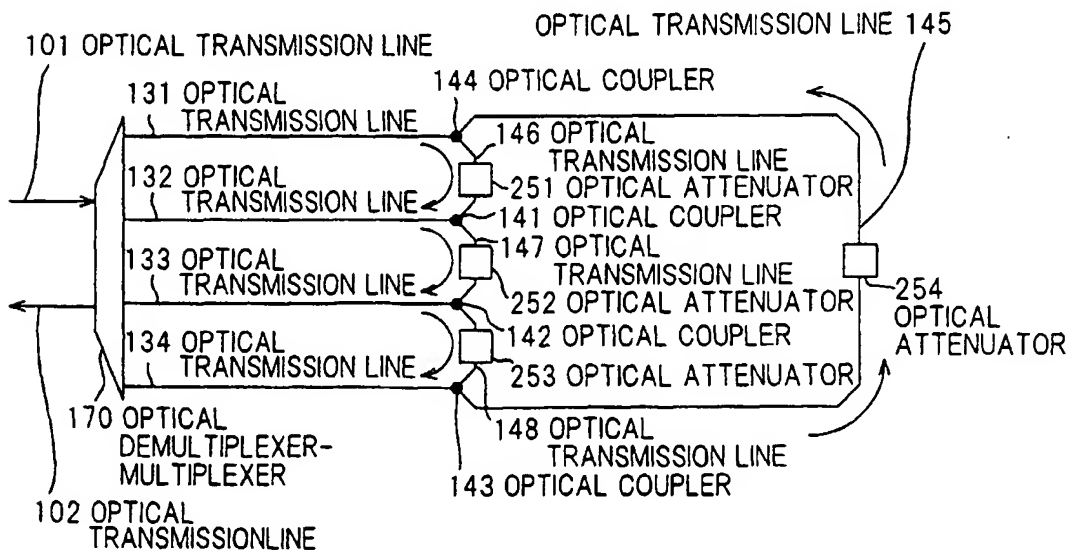 101 OPTICAL TRANSMISSION LINE
OPTICAL TRANSMISSION LINE 145
131 OPTICAL
TRANSMISSION LINE
144 OPTICAL COUPLER
146 OPTICAL
TRANSMISSION LINE
132 OPTICAL
TRANSMISSION LINE
251 OPTICAL ATTENUATOR
141 OPTICAL COUPLER
147 OPTICAL
TRANSMISSION LINE
133 OPTICAL
TRANSMISSION LINE
252 OPTICAL ATTENUATOR
254
OPTICAL
ATTENUATOR
142 OPTICAL COUPLER
134 OPTICAL
TRANSMISSION LINE
253 OPTICAL ATTENUATOR
170 OPTICAL
DEMULTIPLEXER-
MULTIPLEXER
148 OPTICAL
TRANSMISSION LINE
143 OPTICAL COUPLER
102 OPTICAL
TRANSMISSIONLINE